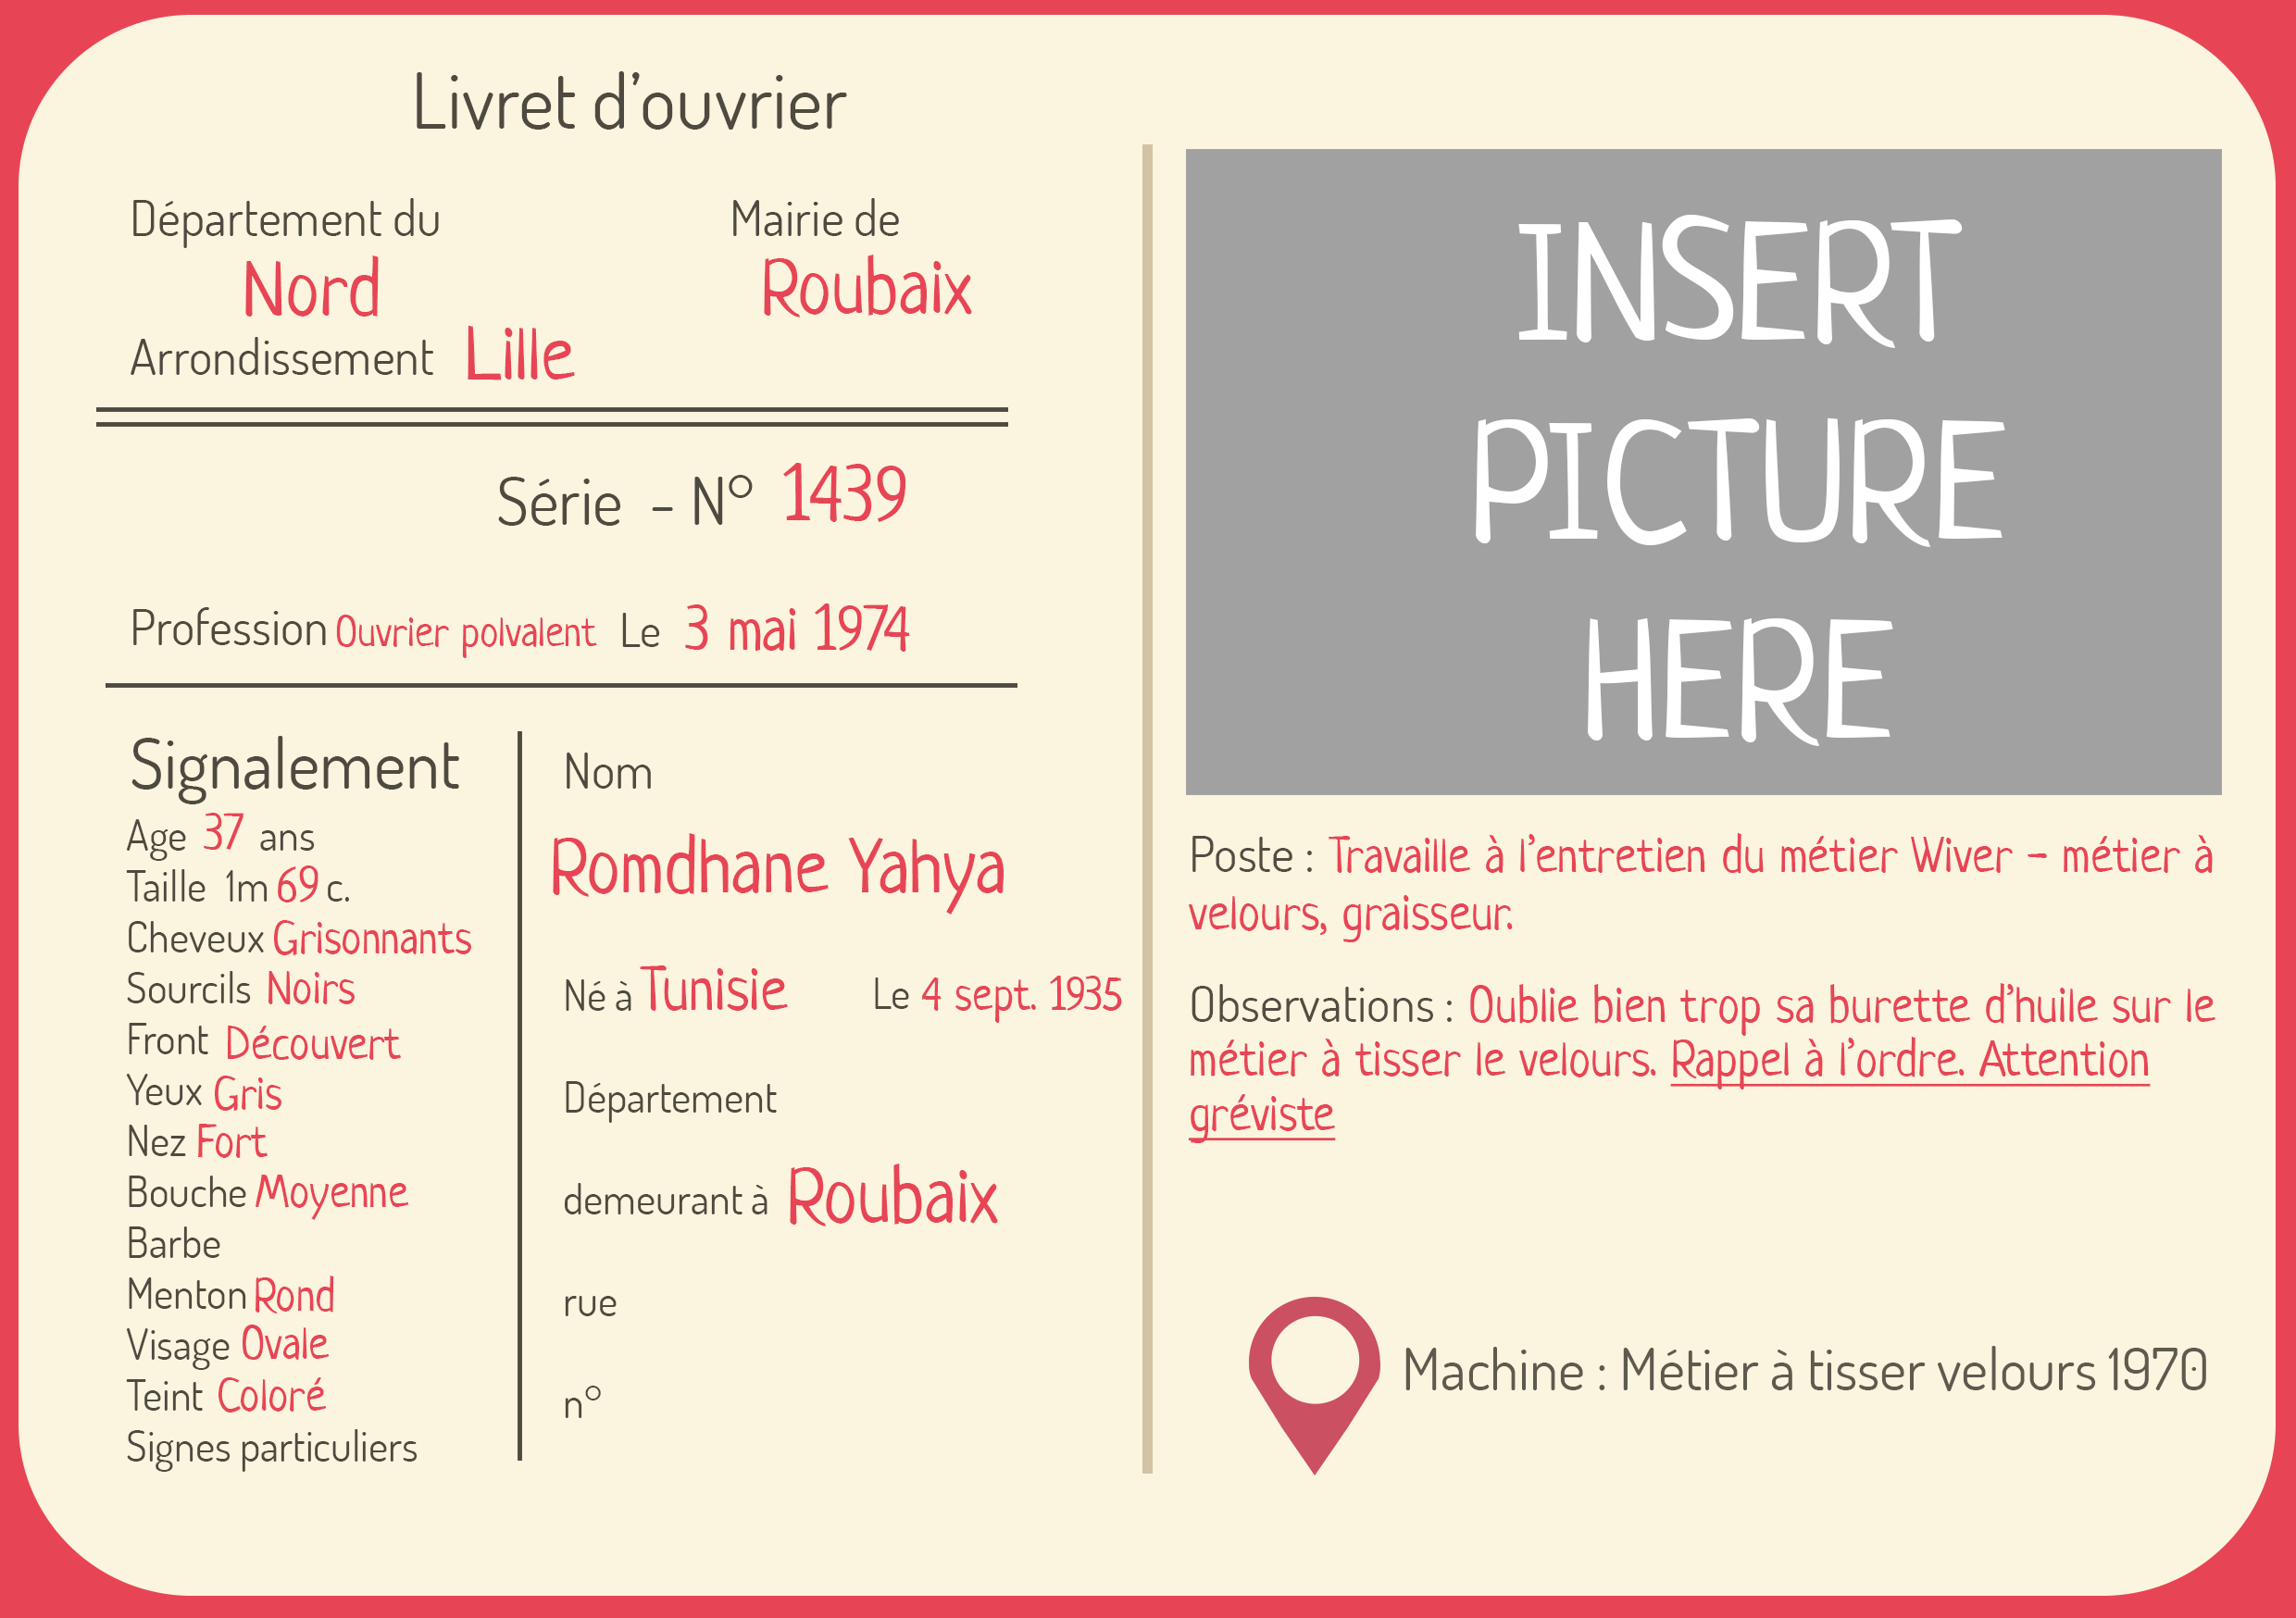 Livret d'ouvrier
Département du
Nord
Mairie de
Roubaix
Arrondissement Lille
Série - N° 1439
Profession Ouvrier polvalent Le 3 mai 1974
Signalement
Age 37 ans
Taille 1m 69 c.
Cheveux Grisonnants
Sourcils Noirs
Front Découvert
Yeux Gris
Nez Fort
Bouche Moyenne
Barbe
Menton Rond
Visage Ovale
Teint Coloré
Signes particuliers
Nom
Romdhane Yahya
Né à Tunisie Le 4 sept. 1935
Département
demeurant à Roubaix
rue
n°
INSERT
PICTURE
HERE
Poste : Travaille à l'entretien du métier Wiver - métier à
velours, graisseur.
Observations : Oublie bien trop sa burette d'huile sur le
métier à tisser le velours. Rappel à l'ordre. Attention
gréviste
Machine : Métier à tisser velours 1970